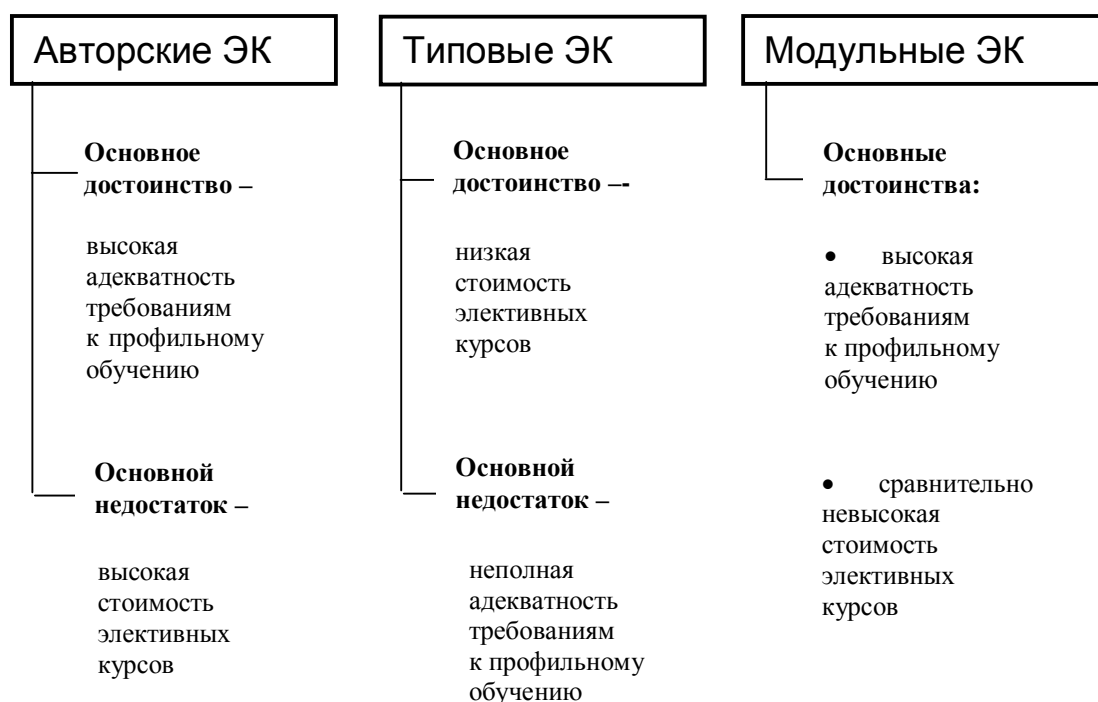 Авторские ЭК
Основное
достоинство –
высокая
адекватность
требованиям
к профильному
обучению
Основной
недостаток –
высокая
стоимость
элективных
курсов
Типовые ЭК
Основное
достоинство –-
низкая
стоимость
элективных
курсов
Основной
недостаток –
неполная
адекватность
требованиям
к профильному
обучению
Модульные ЭК
Основные
достоинства:
• высокая
адекватность
требованиям
к профильному
обучению
• сравнительно
невысокая
стоимость
элективных
курсов